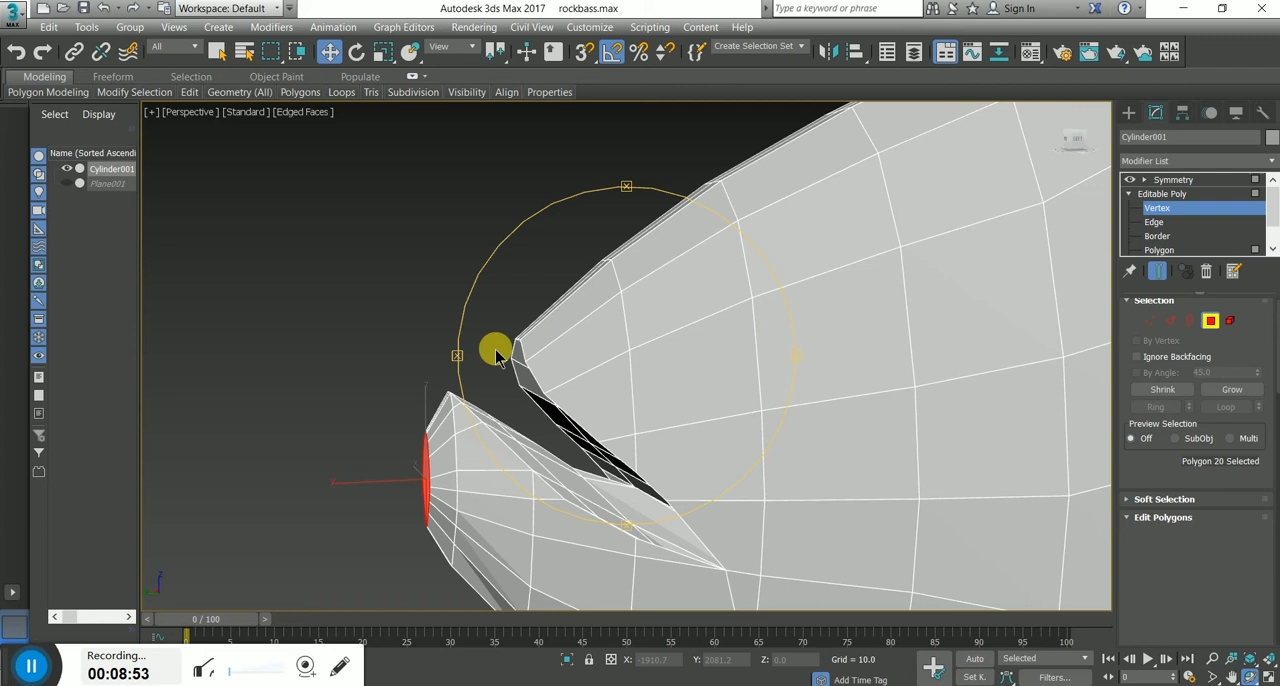 Workspace: Default
Autodesk 3ds Max 2017 rockbass.max
Type a keyword or phrase
Sign In
MAX
Edit Tools Group Views Create Modifiers Animation Graph Editors Rendering Civil View Customize Scripting Content Help
All View Create Selection Set
Modeling Freeform Selection Object Paint Populate
Polygon Modeling Modify Selection Edit Geometry (All) Polygons Loops Tris Subdivision Visibility Align Properties
Select Display
[+] [Perspective ] [Standard ] [Edged Faces ]
Name (Sorted Ascendi
Cylinder001
Plane001
Cylinder001
Modifier List
Symmetry
Editable Poly
Vertex
Edge
Border
Polygon
Selection
By Vertex
Ignore Backfacing
By Angle: 45.0
Shrink Grow
Ring Loop
Preview Selection
Off SubObj Multi
Polygon 20 Selected
Soft Selection
Edit Polygons
0 / 100
0 5 10 15 20 25 30 35 40 45 50 55 60 65 70 75 80 85 90 95 100
Recording...
00:08:53
X: -1910.7 Y: 2081.2 Z: 0.0 Grid = 10.0
Add Time Tag
Auto Selected
Set K. Filters...
0